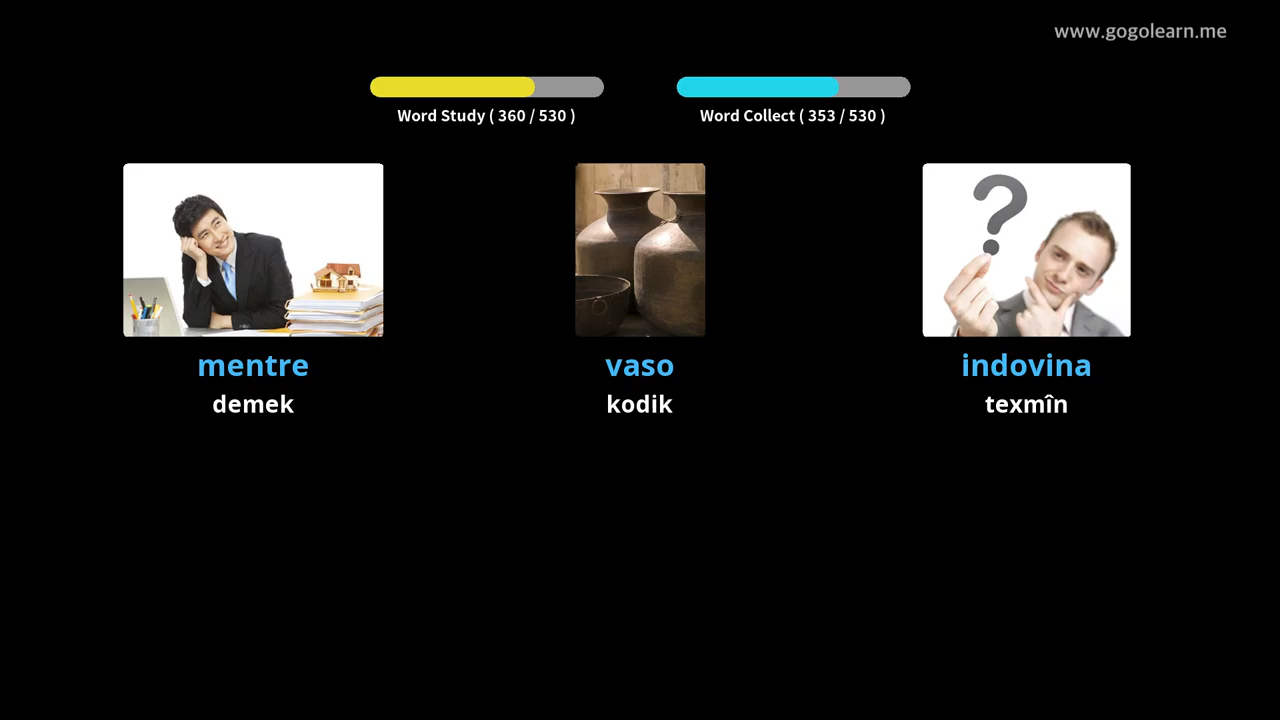 www.gogolearn.me
Word Study ( 360 / 530 )
Word Collect ( 353 / 530 )
mentre
demek
vaso
kodik
indovina
texmîn